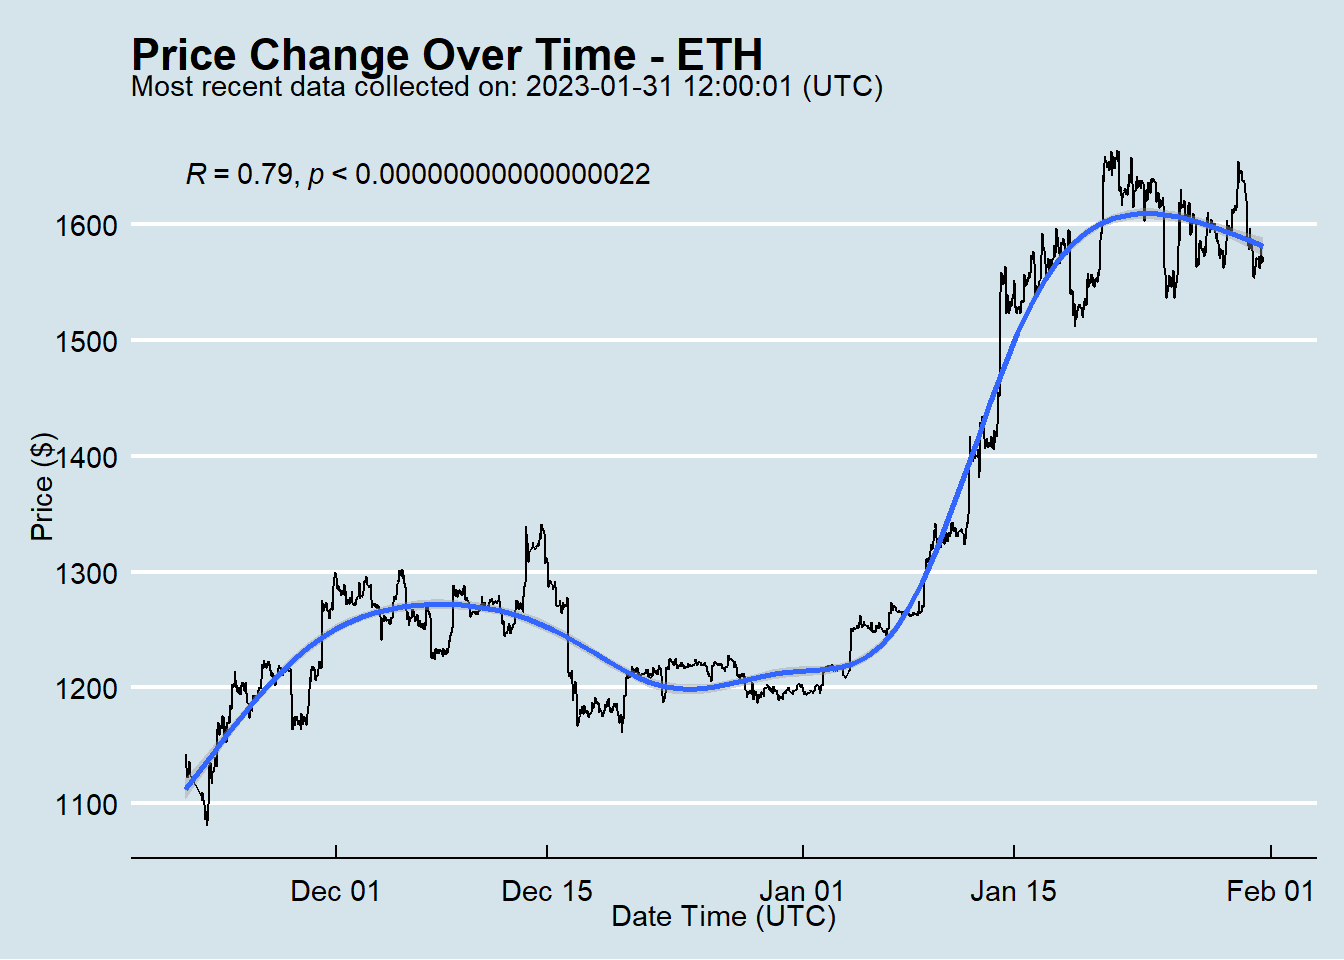 Price Change Over Time - ETH
Most recent data collected on: 2023-01-31 12:00:01 (UTC)
R = 0.79, p < 0.00000000000000022
1600
1500
1400
1300
1200
1100
Price ($)
Dec 01
Dec 15
Jan 01
Jan 15
Feb 01
Date Time (UTC)